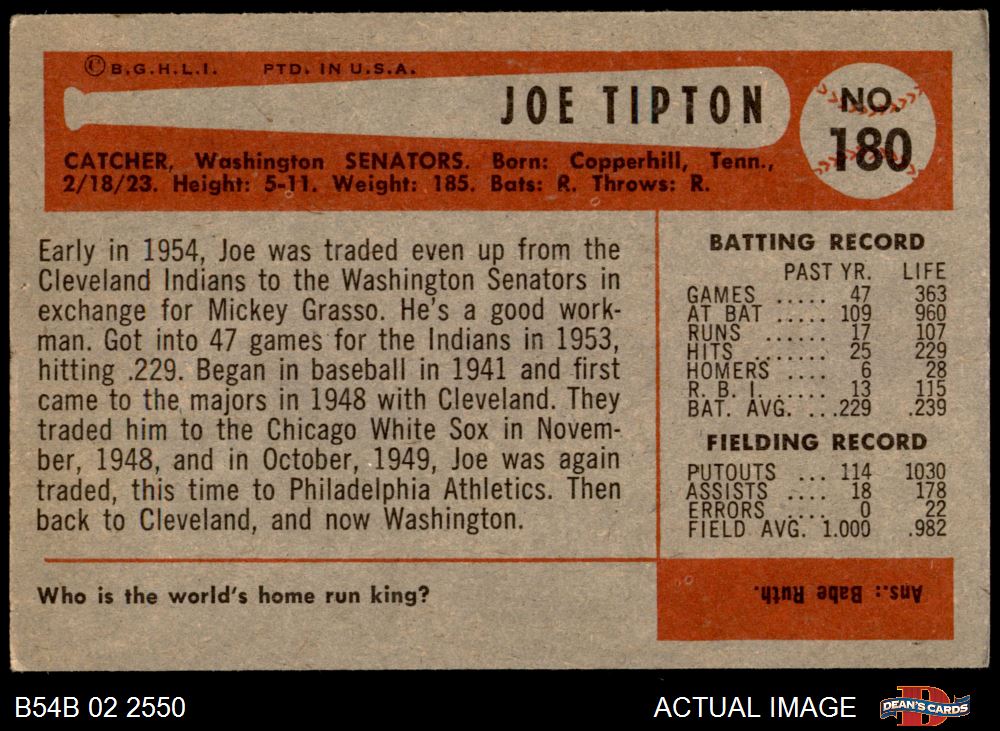 ©B.G.H.L.I. PTD. IN U.S.A.
JOE TIPTON
NO.
180
CATCHER, Washington SENATORS. Born: Copperhill, Tenn.,
2/18/23. Height: 5-11. Weight: 185. Bats: R. Throws: R.
Early in 1954, Joe was traded even up from the
Cleveland Indians to the Washington Senators in
exchange for Mickey Grasso. He's a good work-
man. Got into 47 games for the Indians in 1953,
hitting .229. Began in baseball in 1941 and first
came to the majors in 1948 with Cleveland. They
traded him to the Chicago White Sox in Novem-
ber, 1948, and in October, 1949, Joe was again
traded, this time to Philadelphia Athletics. Then
back to Cleveland, and now Washington.
BATTING RECORD
PAST YR. LIFE
GAMES ..... 47 363
AT BAT ..... 109 960
RUNS ...... 17 107
HITS ....... 25 229
HOMERS .... 6 28
R. B. I. ..... 13 115
BAT. AVG. ...229 .239
FIELDING RECORD
PUTOUTS ... 114 1030
ASSISTS .... 18 178
ERRORS .... 0 22
FIELD AVG. 1.000 .982
Who is the world's home run king?
Ans.: Babe Ruth.
B54B 02 2550
ACTUAL IMAGE
D
DEAN'S CARDS